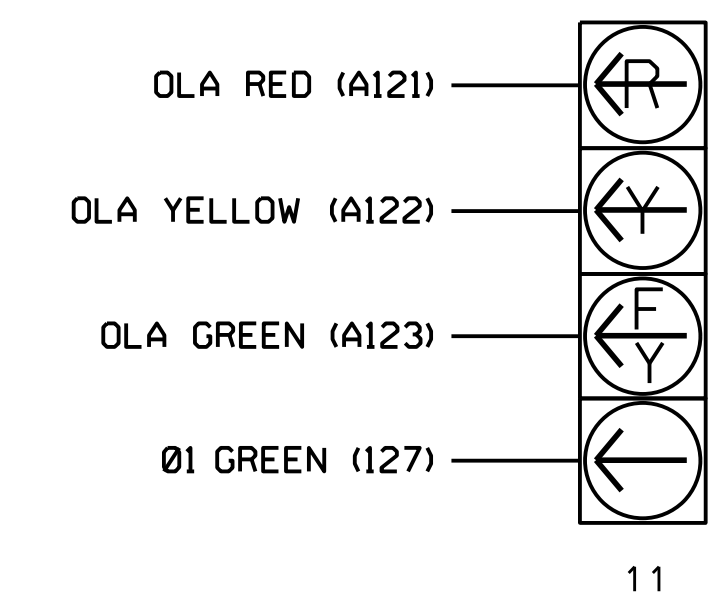 OLA RED (A121)
R
OLA YELLOW (A122)
Y
OLA GREEN (A123)
F
Y
Ø1 GREEN (127)
11